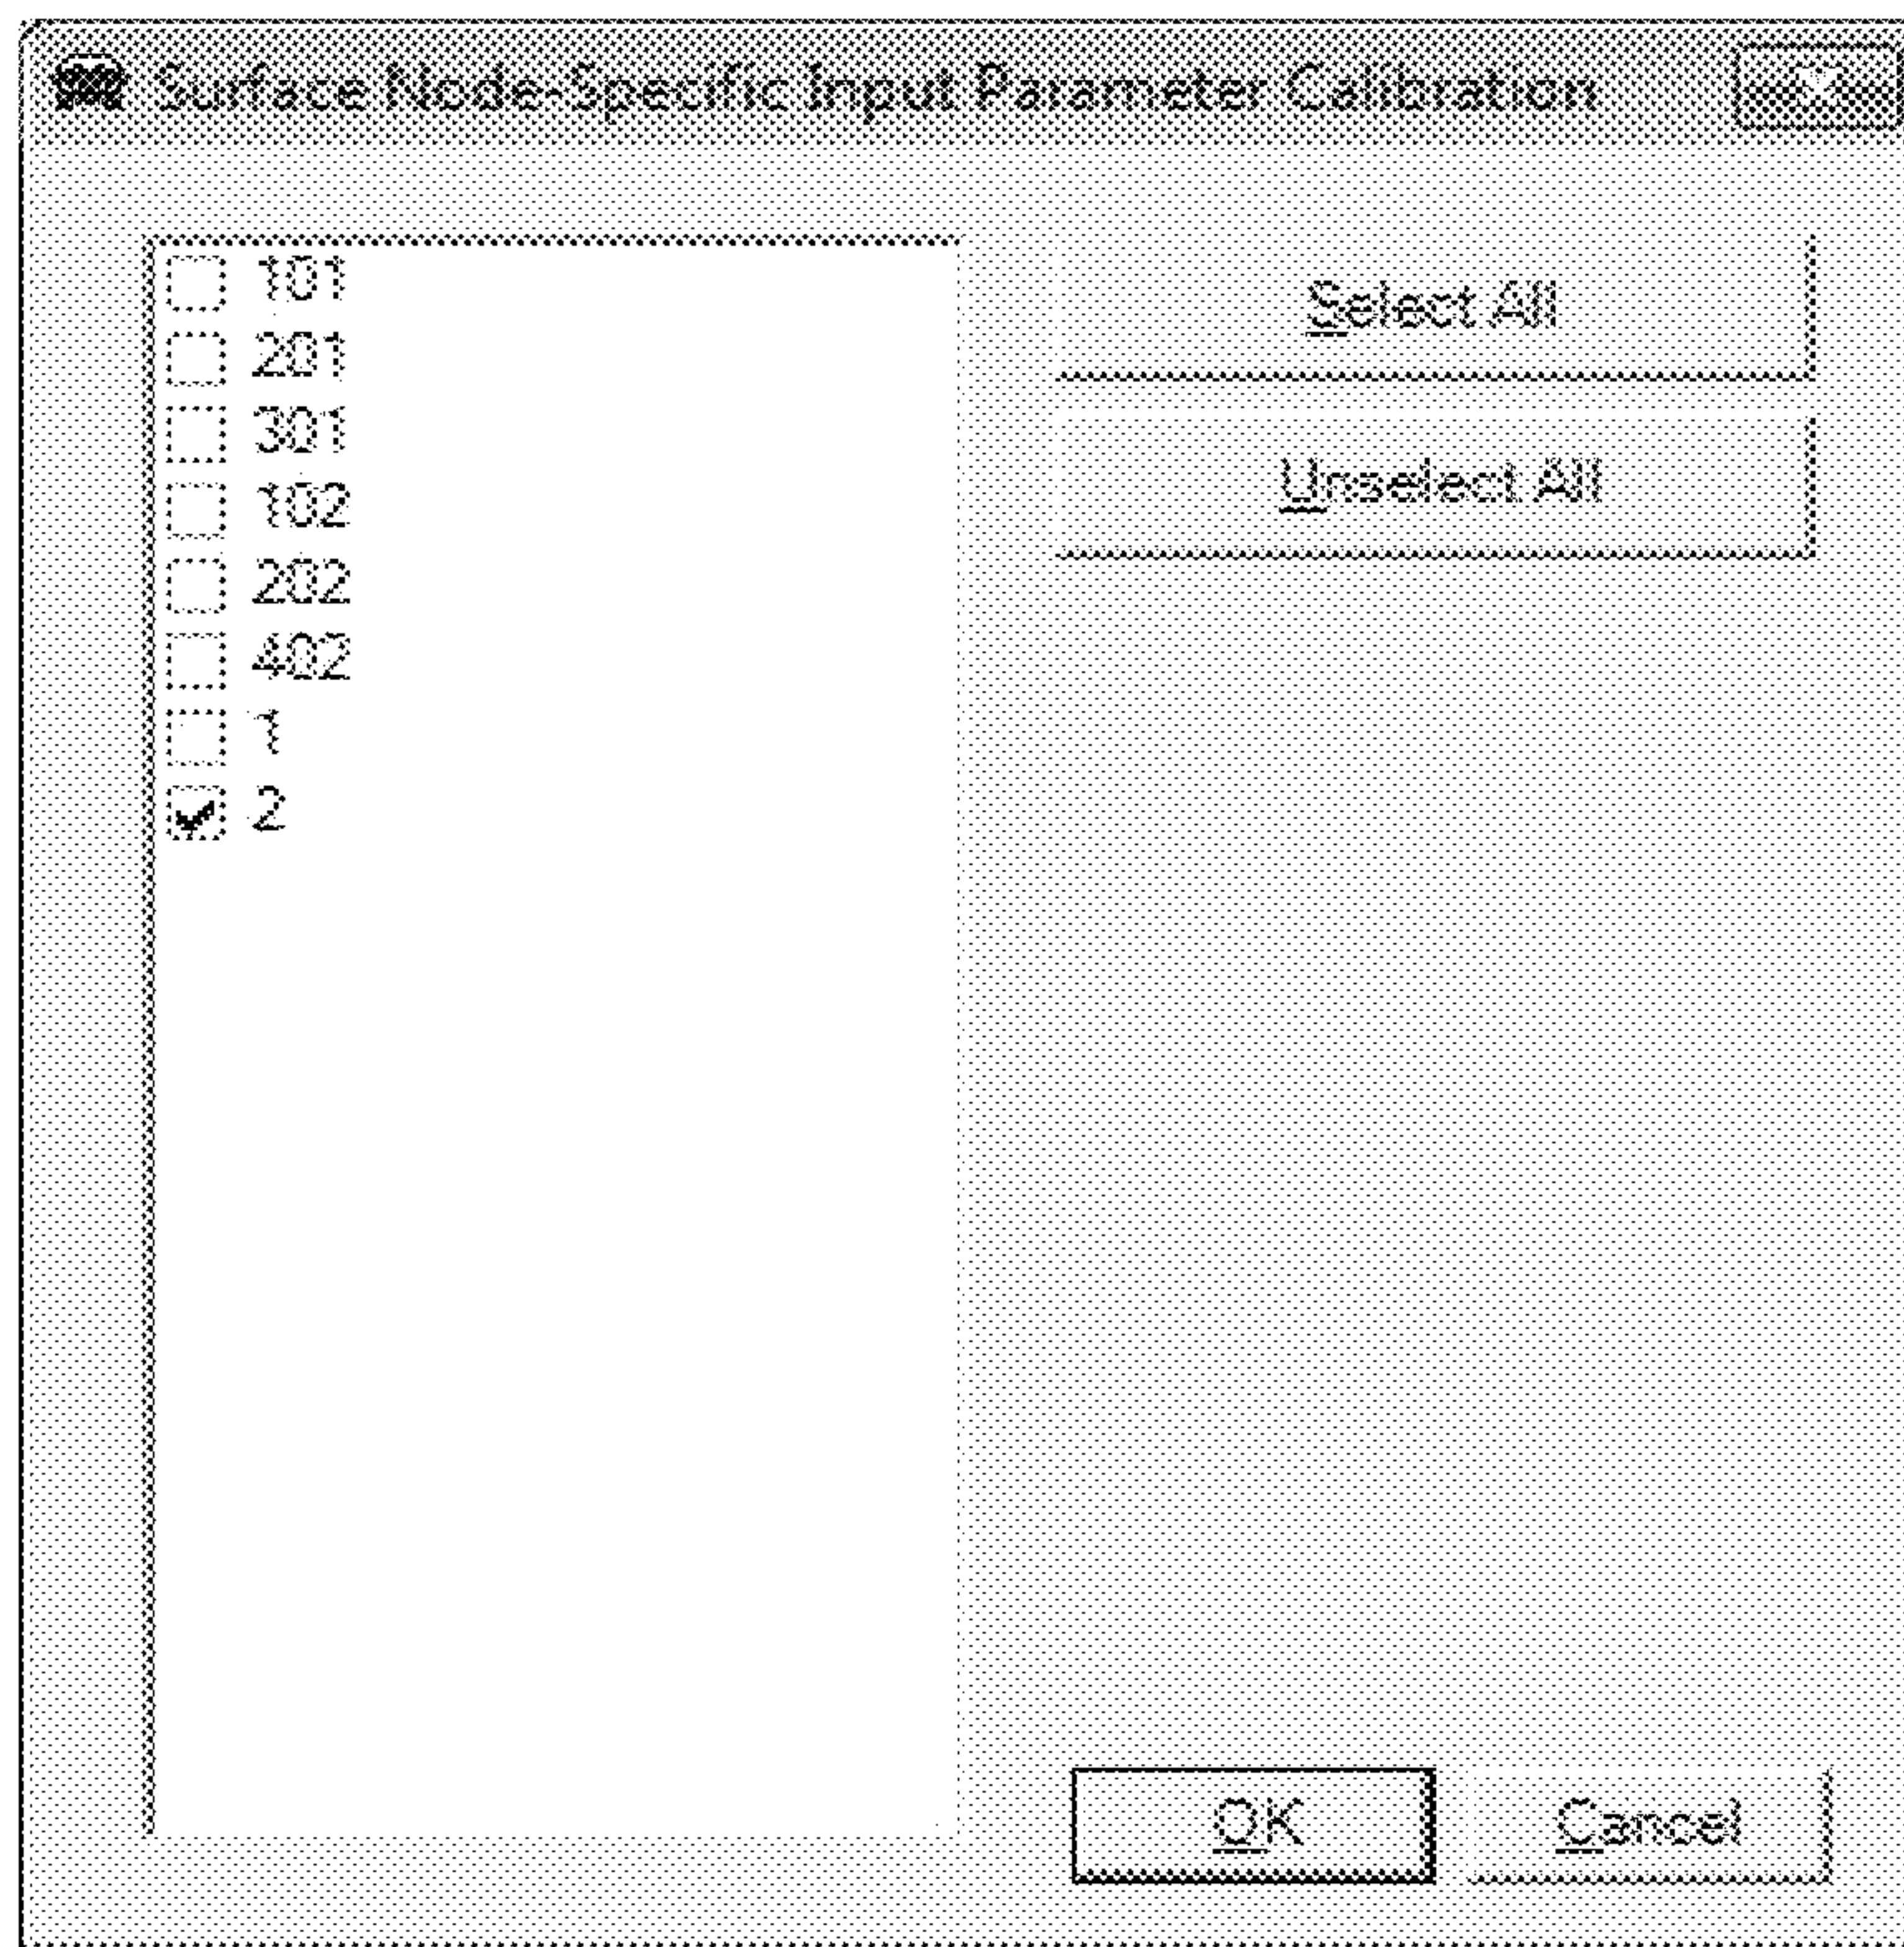 Surface Node-Specific Input Parameter Calibration
101
201
301
102
202
402
1
2
Select All
Unselect All
OK
Cancel